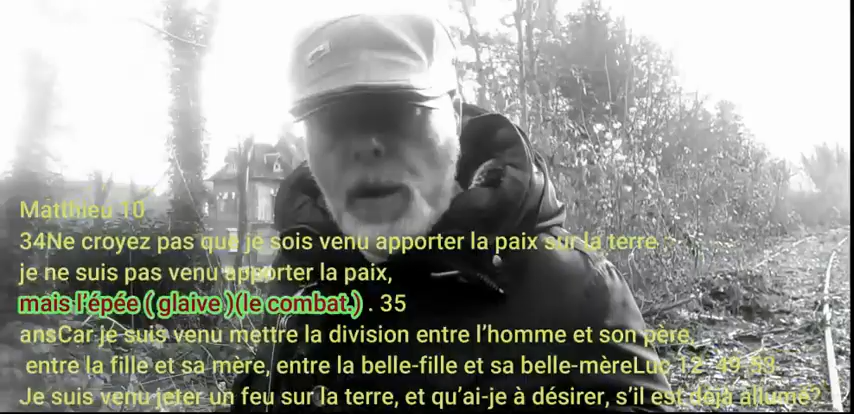 Matthieu 10
34Ne croyez pas que je sois venu apporter la paix sur la terre :
je ne suis pas venu apporter la paix,
mais l'épée ( glaive )(le combat.) . 35
ansCar je suis venu mettre la division entre l'homme et son père,
entre la fille et sa mère, entre la belle-fille et sa belle-mèreLuc 12 49-53
Je suis venu jeter un feu sur la terre, et qu'ai-je à désirer, s'il est déjà allumé?